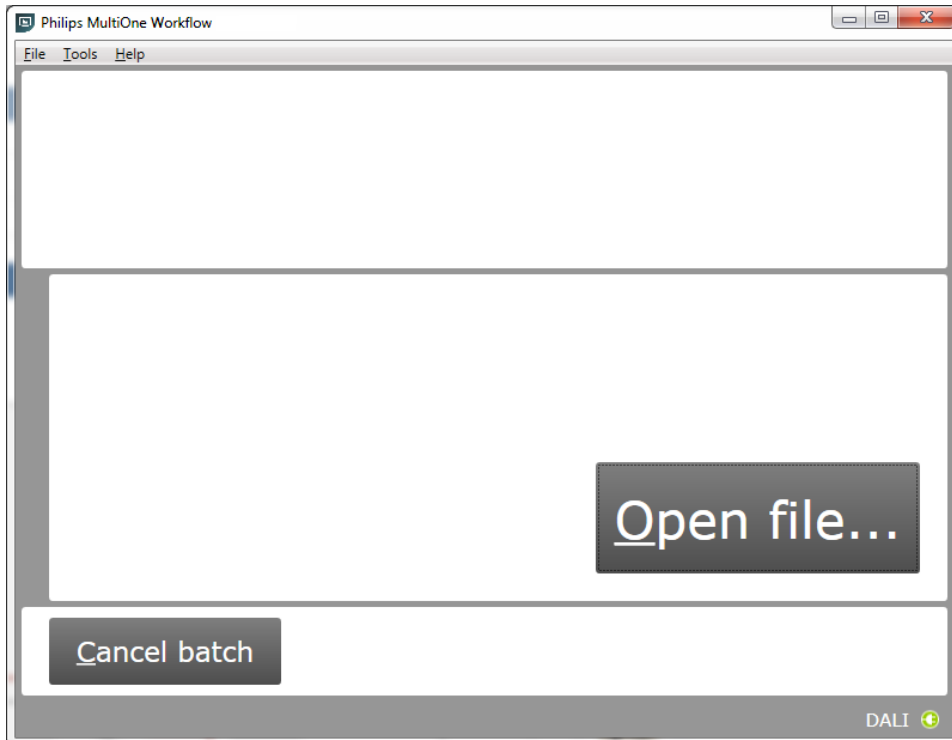 Philips MultiOne Workflow
File Tools Help
Open file...
Cancel batch
DALI